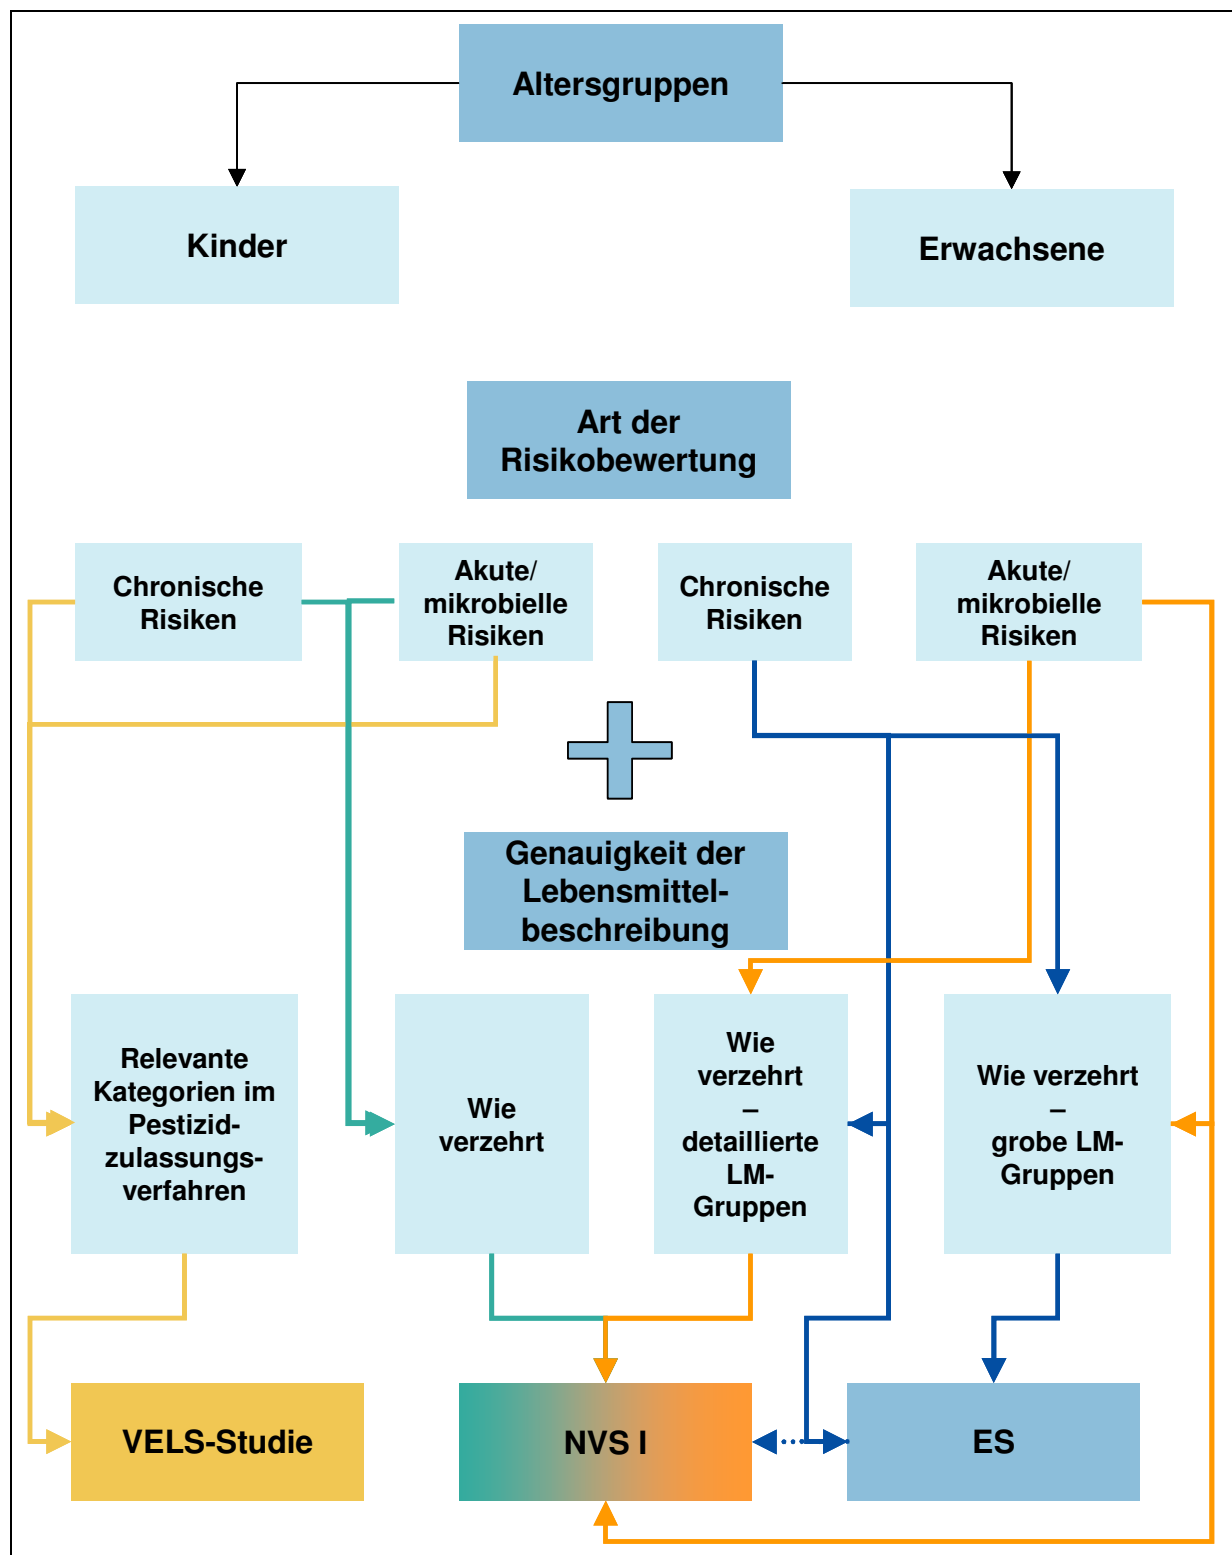 Altersgruppen
Kinder
Erwachsene
Art der
Risikobewertung
Chronische
Risiken
Akute/
mikrobielle
Risiken
Chronische
Risiken
Akute/
mikrobielle
Risiken
Genauigkeit der
Lebensmittel-
beschreibung
Relevante
Kategorien im
Pestizid-
zulassungs-
verfahren
Wie
verzehrt
Wie
verzehrt
–
detaillierte
LM-
Gruppen
Wie verzehrt
–
grobe LM-
Gruppen
VELS-Studie
NVS I
ES